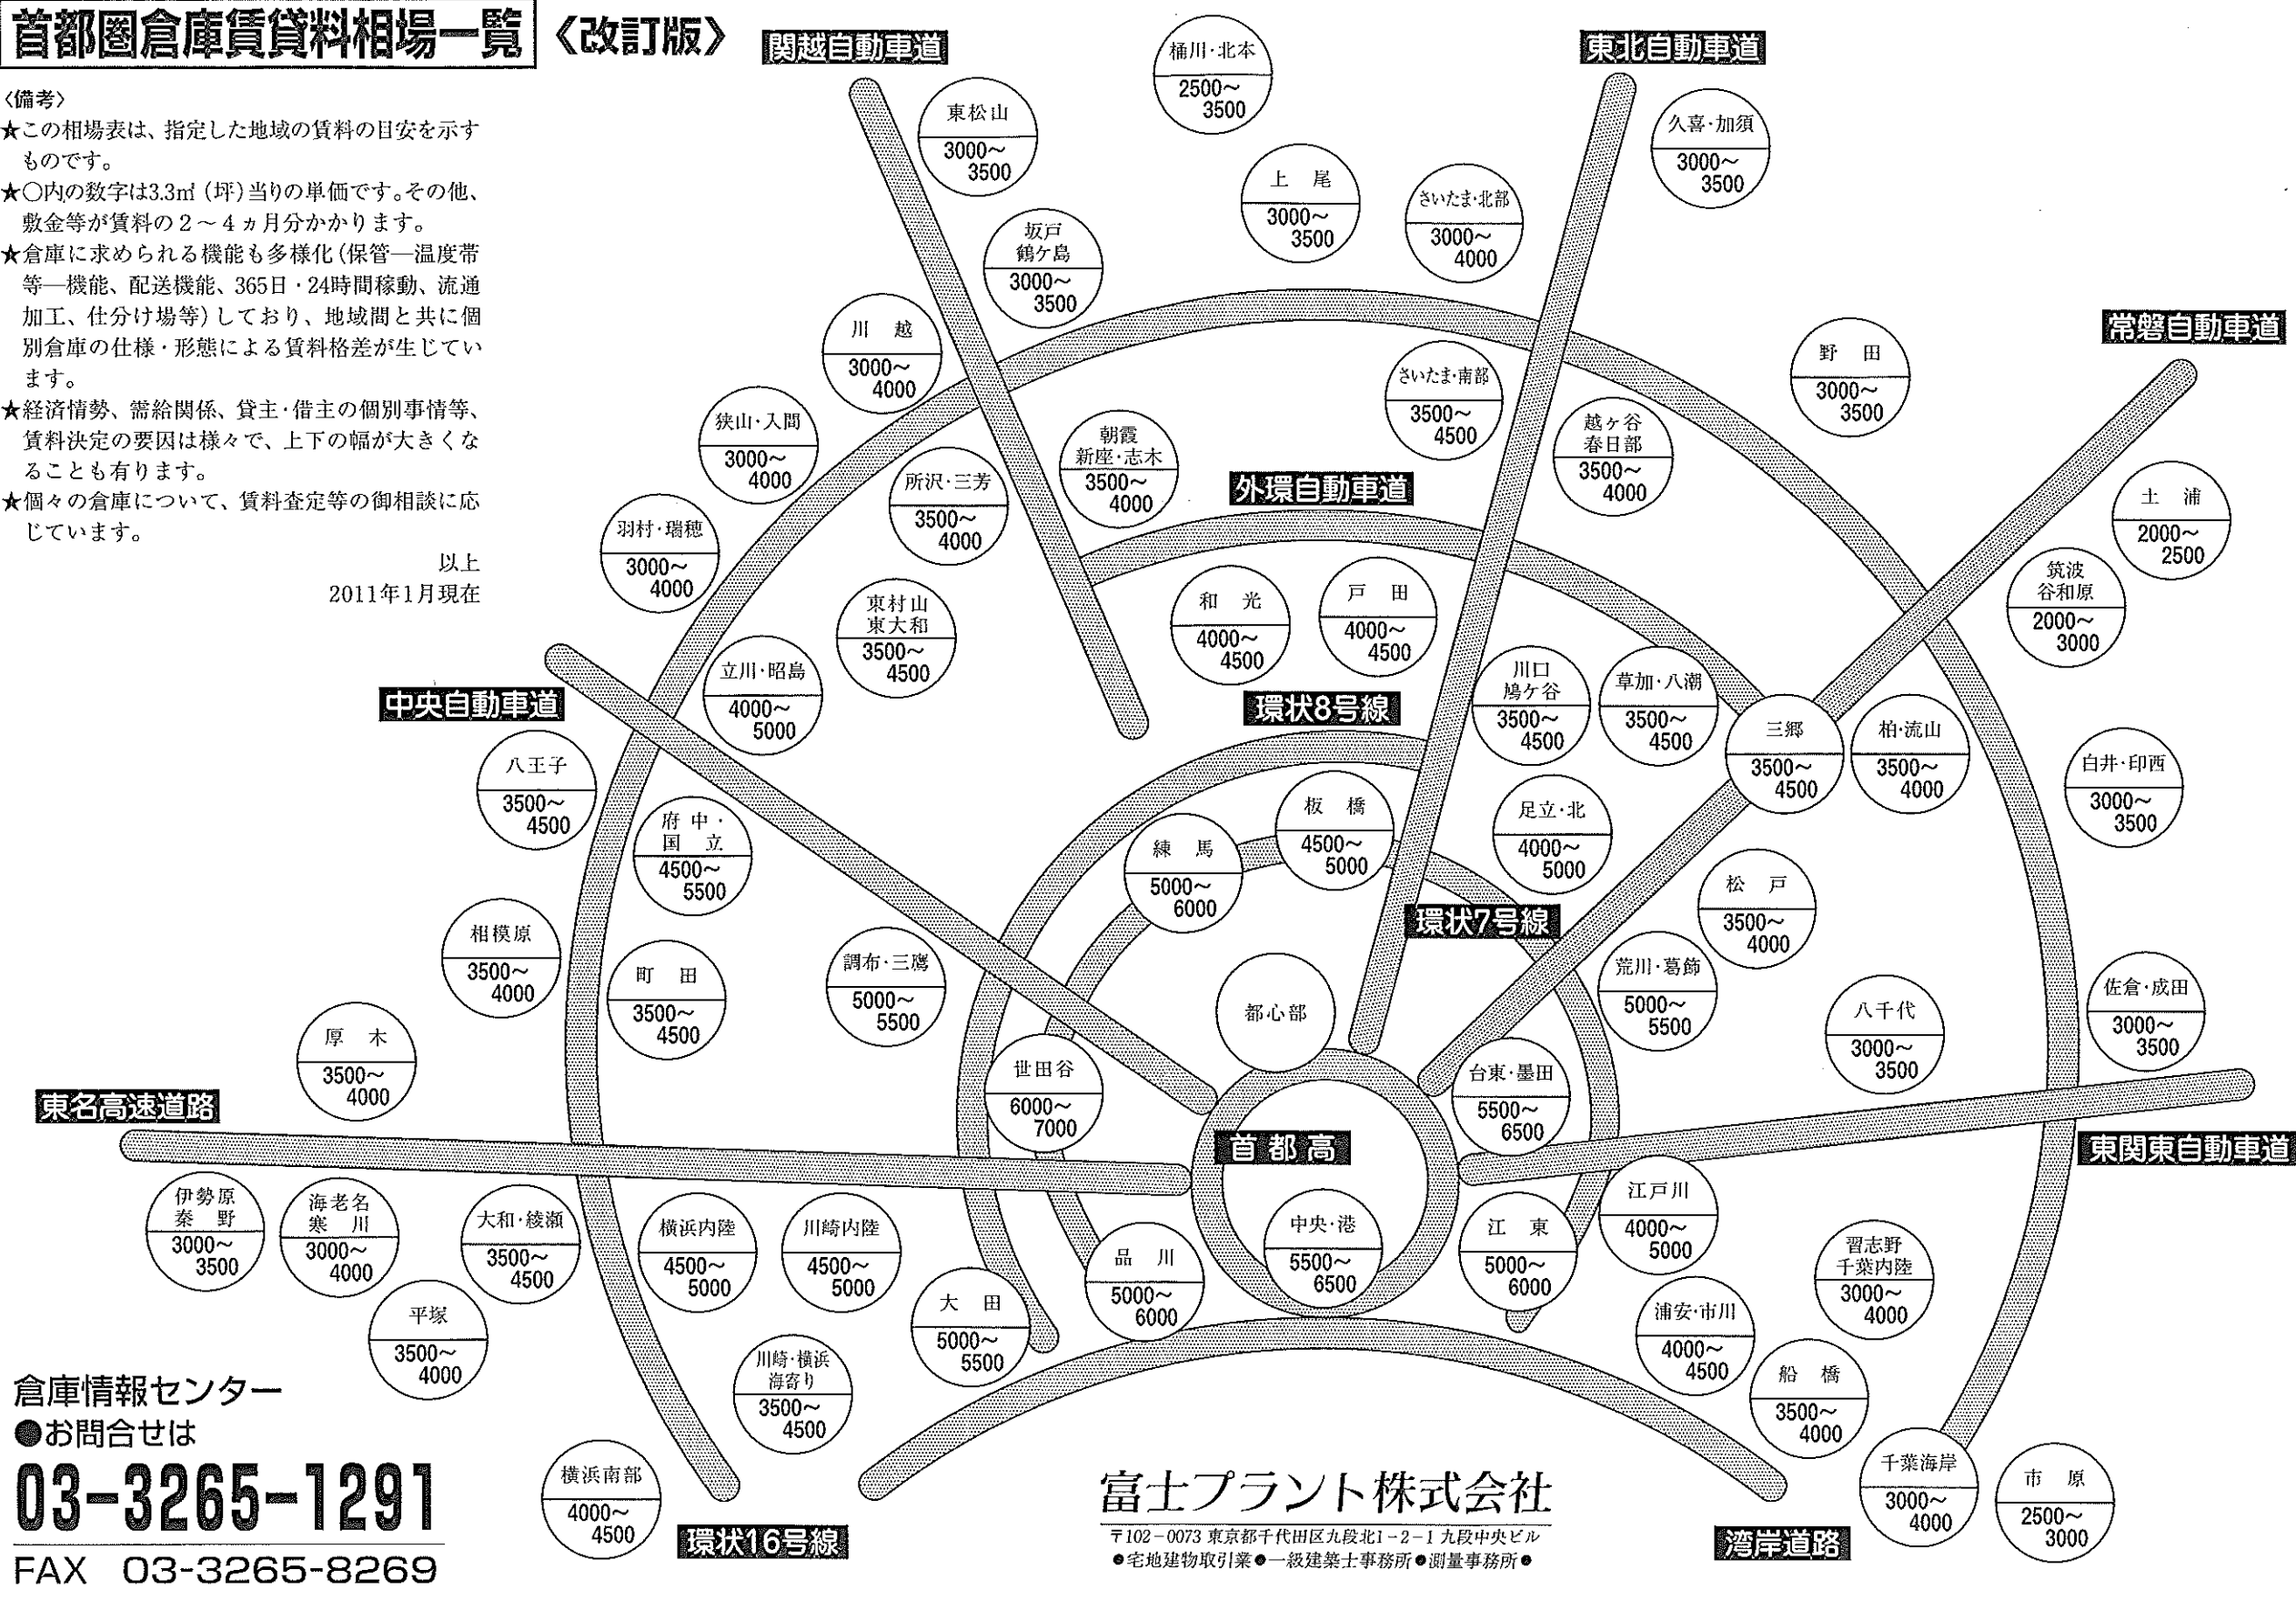 首都圏倉庫賃貸料相場一覧〈改訂版〉
〈備考〉
★この相場表は、指定した地域の賃料の目安を示す
ものです。
★〇内の数字は3.3㎡(坪)当りの単価です。その他、
敷金等が賃料の2〜4ヵ月分かかります。
★倉庫に求められる機能も多様化(保管―温度帯
等―機能、配送機能、365日・24時間稼動、流通
加工、仕分け場等)しており、地域間と共に個
別倉庫の仕様・形態による賃料格差が生じてい
ます。
★経済情勢、需給関係、貸主・借主の個別事情等、
賃料決定の要因は様々で、上下の幅が大きくな
ることも有ります。
★個々の倉庫について、賃料査定等の御相談に応
じています。
以上
2011年1月現在
関越自動車道
東北自動車道
常磐自動車道
外環自動車道
中央自動車道
環状8号線
環状7号線
東名高速道路
首都高
東関東自動車道
環状16号線
湾岸道路
桶川・北本
2500〜
3500
東松山
3000〜
3500
久喜・加須
3000〜
3500
上尾
3000〜
3500
さいたま・北部
3000〜
4000
坂戸
鶴ケ島
3000〜
3500
川越
3000〜
4000
さいたま・南部
3500〜
4500
野田
3000〜
3500
狭山・入間
3000〜
4000
朝霞
新座・志木
3500〜
4000
越ヶ谷
春日部
3500〜
4000
所沢・三芳
3500〜
4000
土浦
2000〜
2500
羽村・瑞穂
3000〜
4000
筑波
谷和原
2000〜
3000
東村山
東大和
3500〜
4500
和光
4000〜
4500
戸田
4000〜
4500
立川・昭島
4000〜
5000
川口
鳩ケ谷
3500〜
4500
草加・八潮
3500〜
4500
三郷
3500〜
4500
柏・流山
3500〜
4000
八王子
3500〜
4500
白井・印西
3000〜
3500
府中・
国立
4500〜
5500
練馬
5000〜
6000
板橋
4500〜
5000
足立・北
4000〜
5000
松戸
3500〜
4000
相模原
3500〜
4000
町田
3500〜
4500
調布・三鷹
5000〜
5500
都心部
荒川・葛飾
5000〜
5500
八千代
3000〜
3500
佐倉・成田
3000〜
3500
厚木
3500〜
4000
世田谷
6000〜
7000
台東・墨田
5500〜
6500
伊勢原
秦野
3000〜
3500
海老名
寒川
3000〜
4000
大和・綾瀬
3500〜
4500
横浜内陸
4500〜
5000
川崎内陸
4500〜
5000
品川
5000〜
6000
中央・港
5500〜
6500
江東
5000〜
6000
江戸川
4000〜
5000
習志野
千葉内陸
3000〜
4000
平塚
3500〜
4000
大田
5000〜
5500
浦安・市川
4000〜
4500
川崎・横浜
海寄り
3500〜
4500
船橋
3500〜
4000
横浜南部
4000〜
4500
千葉海岸
3000〜
4000
市原
2500〜
3000
倉庫情報センター
●お問合せは
03-3265-1291
FAX 03-3265-8269
富士プラント株式会社
〒102-0073 東京都千代田区九段北1-2-1 九段中央ビル
●宅地建物取引業●一級建築士事務所●測量事務所●